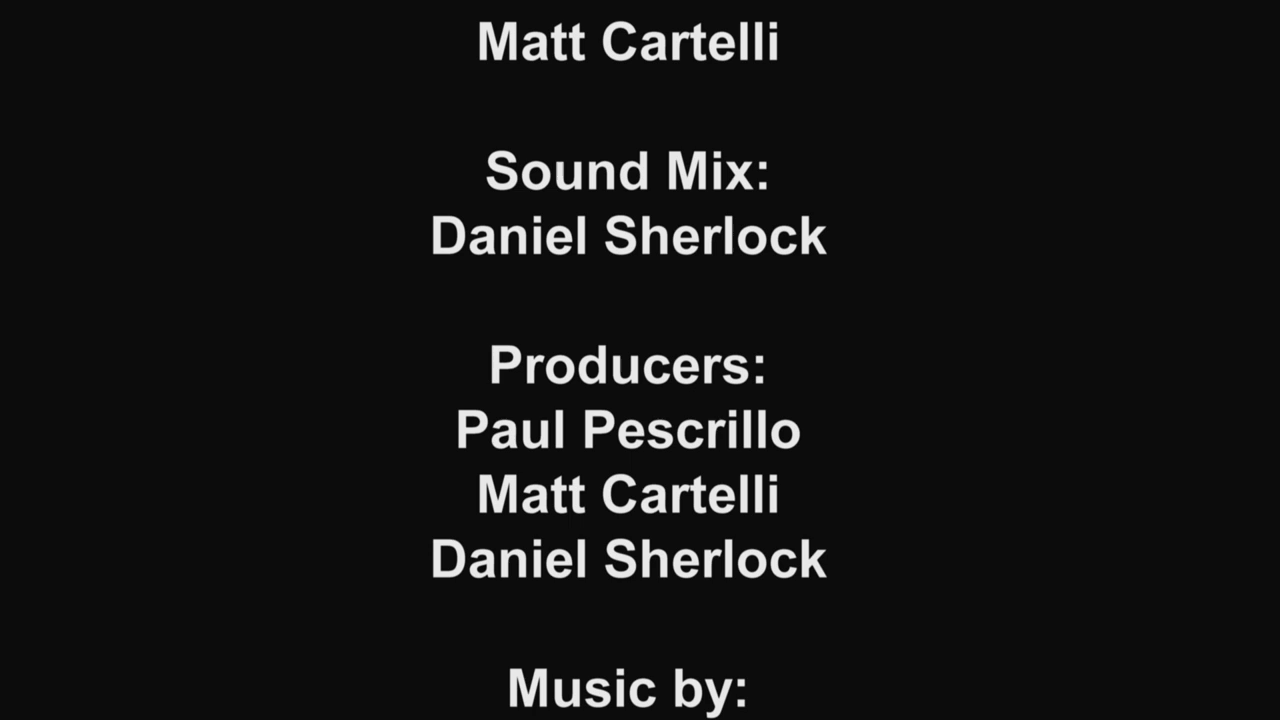 Matt Cartelli
Sound Mix:
Daniel Sherlock
Producers:
Paul Pescrillo
Matt Cartelli
Daniel Sherlock
Music by: